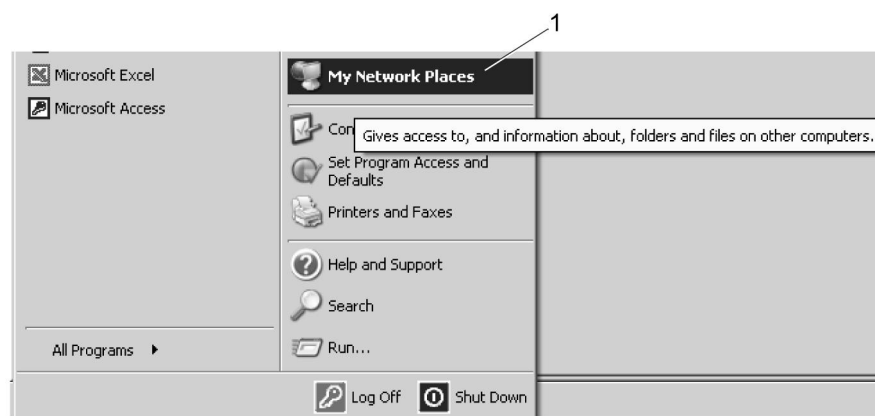 1
Microsoft Excel
Microsoft Access
All Programs
My Network Places
Con
Gives access to, and information about, folders and files on other computers.
Set Program Access and
Defaults
Printers and Faxes
Help and Support
Search
Run...
Log Off
Shut Down